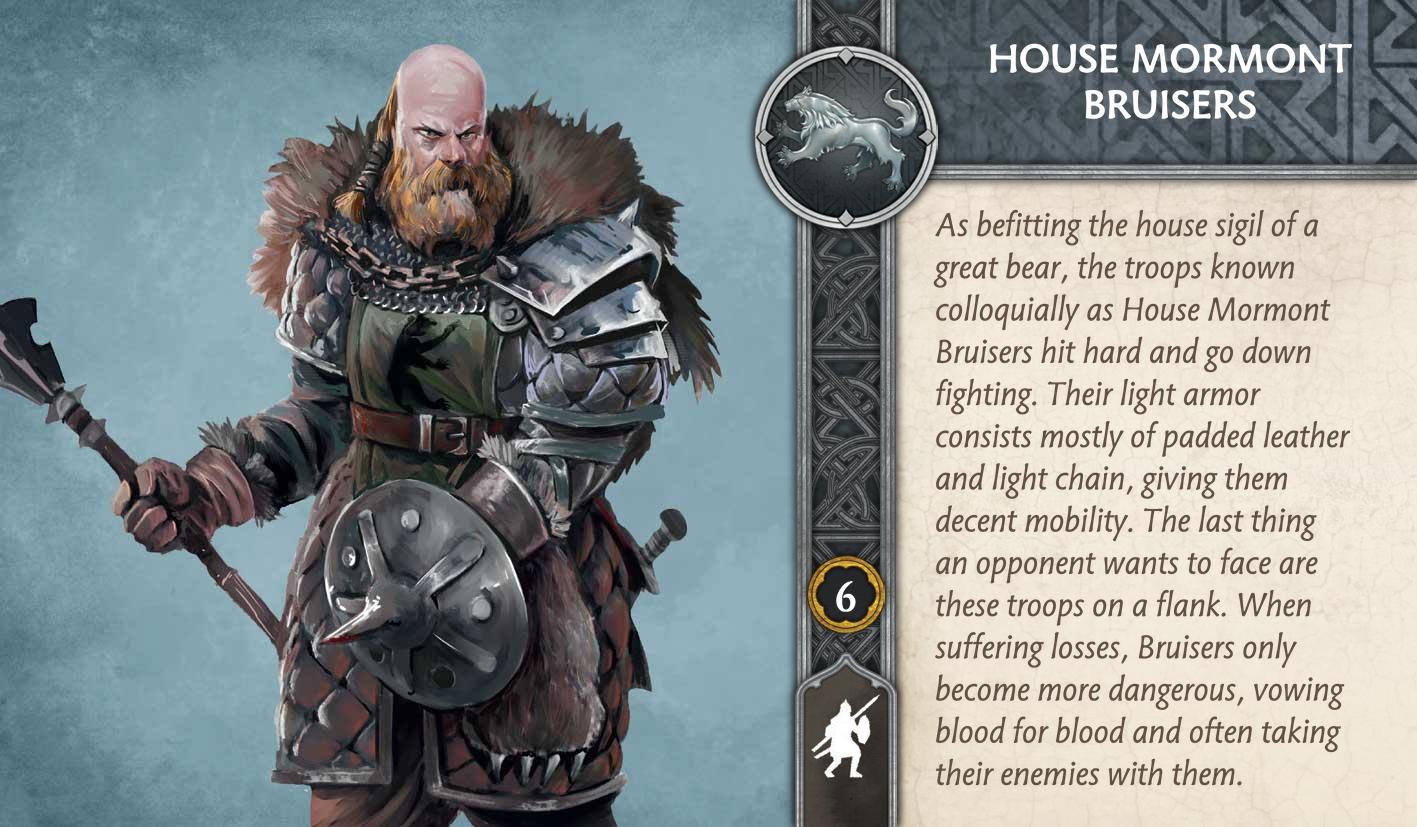 HOUSE MORMONT
BRUISERS
As befitting the house sigil of a
great bear, the troops known
colloquially as House Mormont
Bruisers hit hard and go down
fighting. Their light armor
consists mostly of padded leather
and light chain, giving them
decent mobility. The last thing
an opponent wants to face are
these troops on a flank. When
suffering losses, Bruisers only
become more dangerous, vowing
blood for blood and often taking
their enemies with them.
6